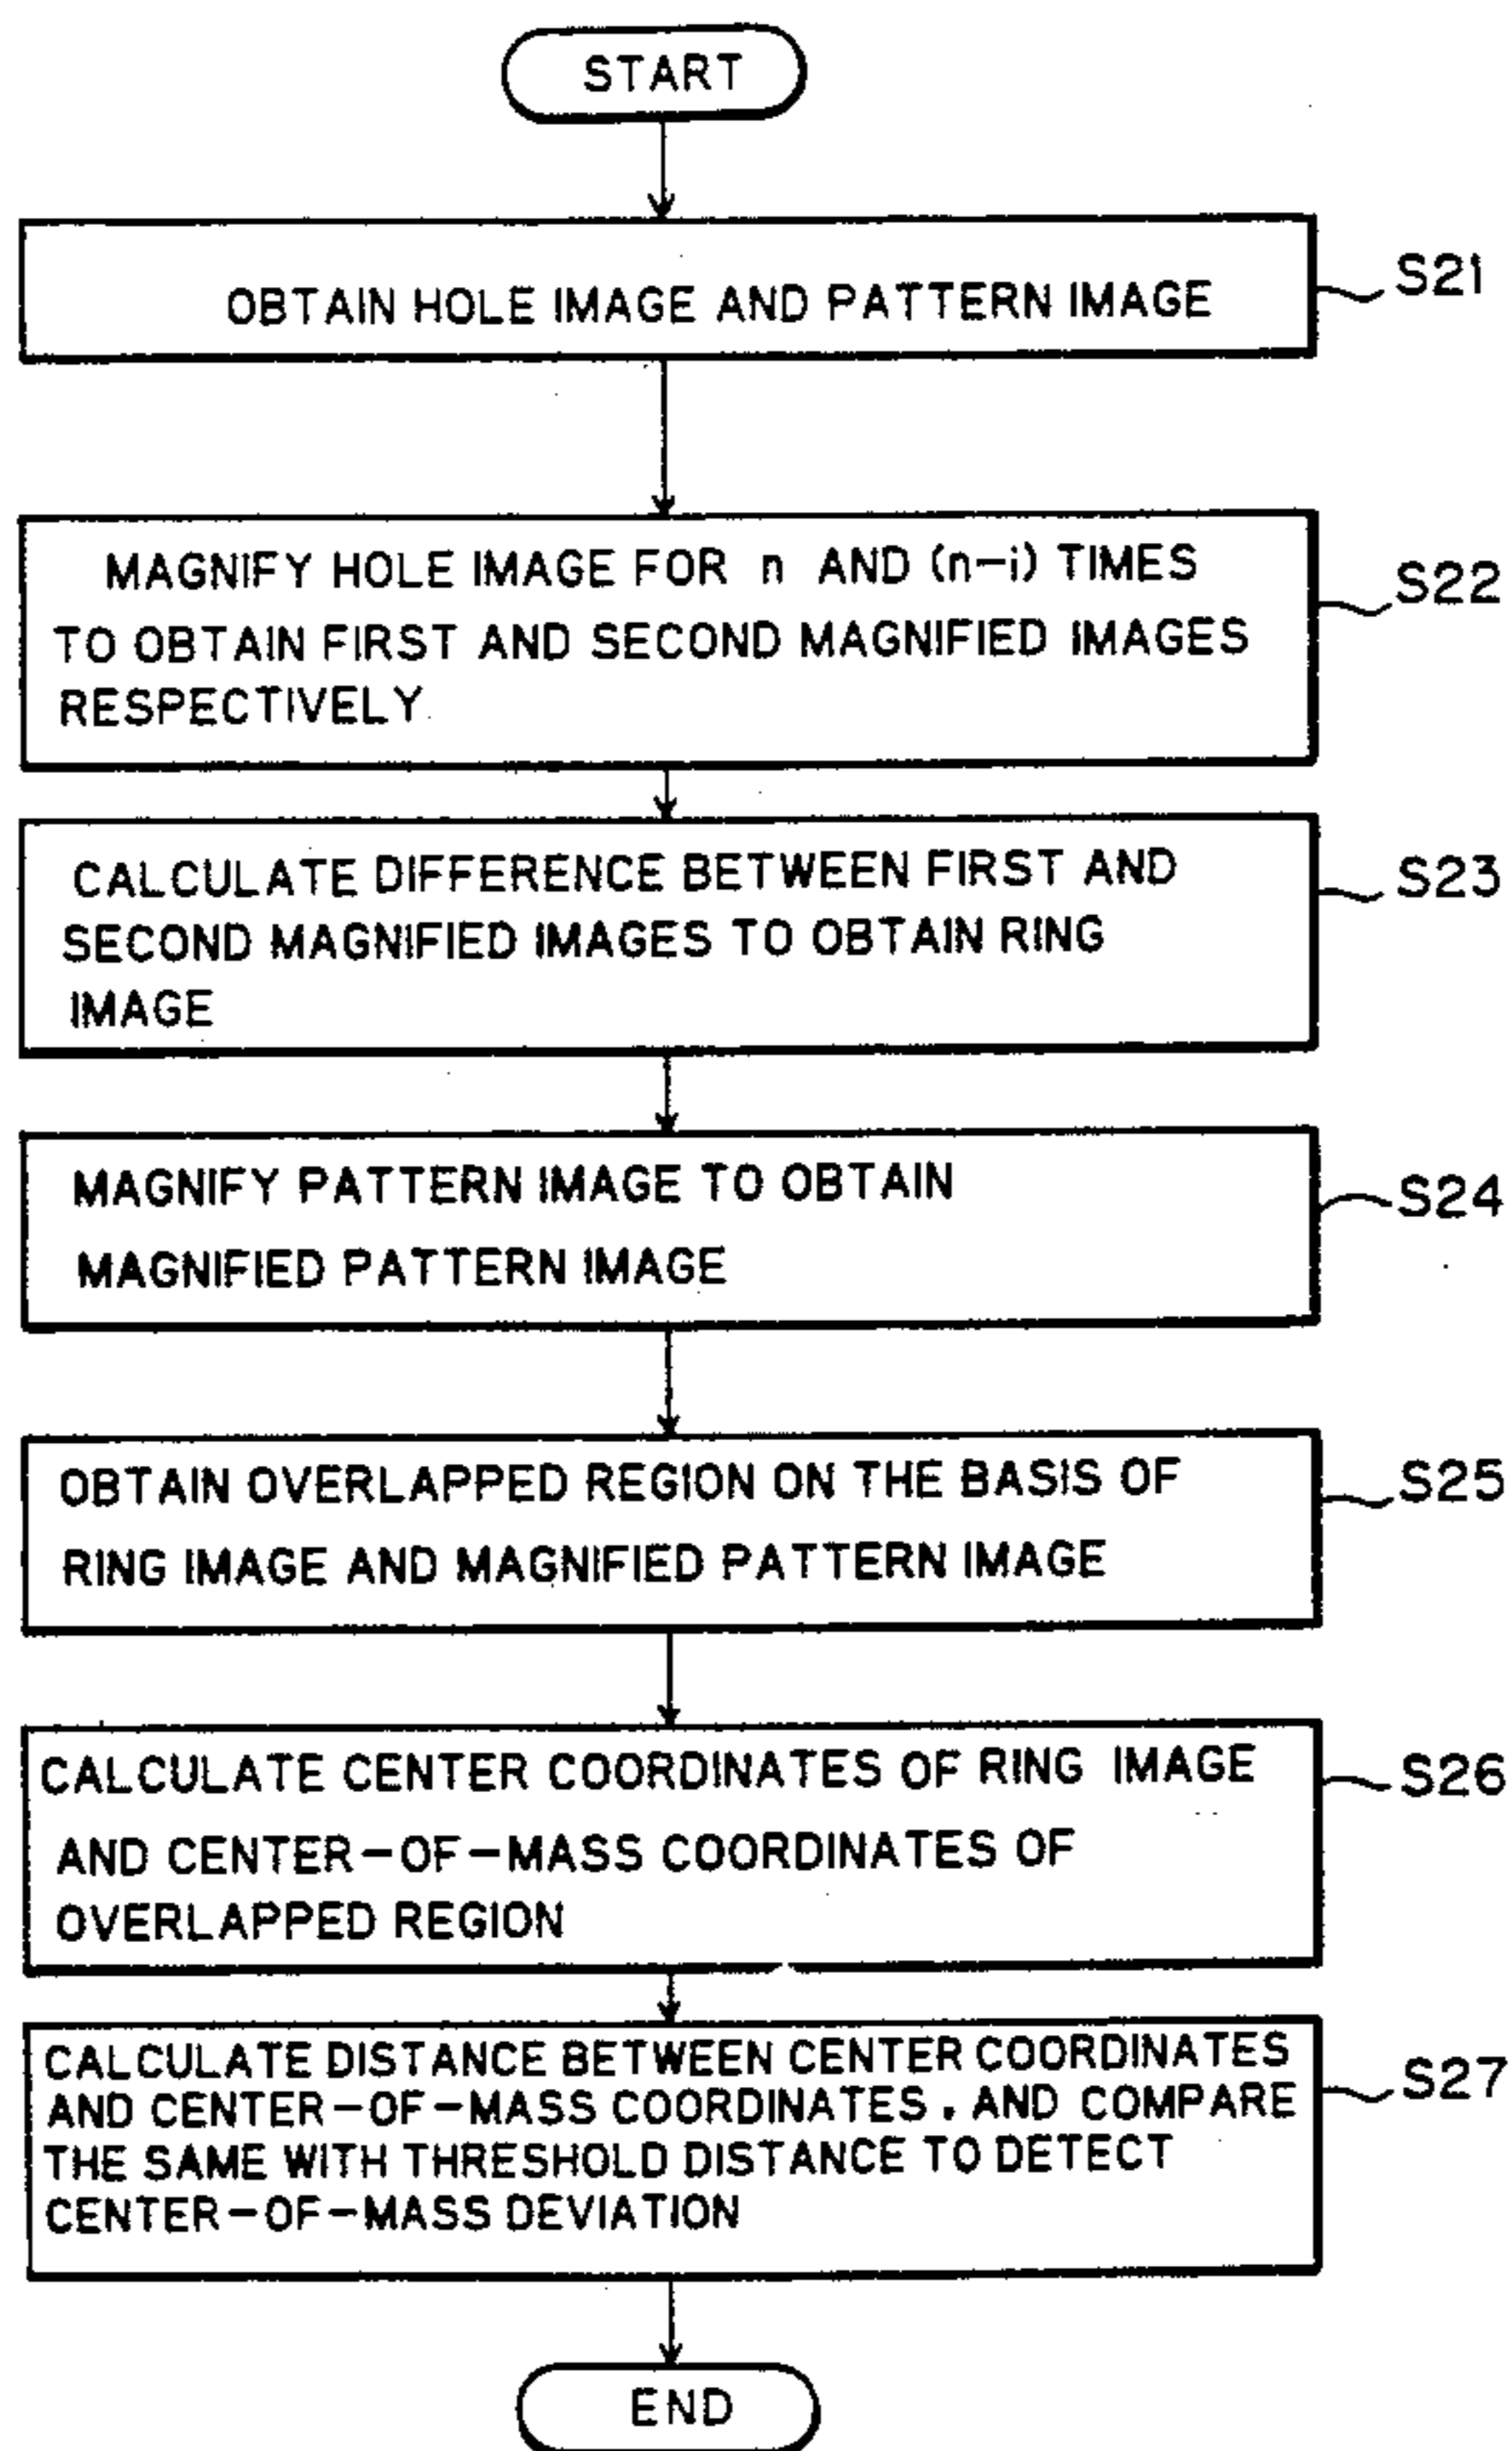 START
OBTAIN HOLE IMAGE AND PATTERN IMAGE
S21
MAGNIFY HOLE IMAGE FOR n AND (n-i) TIMES
TO OBTAIN FIRST AND SECOND MAGNIFIED IMAGES
RESPECTIVELY
S22
CALCULATE DIFFERENCE BETWEEN FIRST AND
SECOND MAGNIFIED IMAGES TO OBTAIN RING
IMAGE
S23
MAGNIFY PATTERN IMAGE TO OBTAIN
MAGNIFIED PATTERN IMAGE
S24
OBTAIN OVERLAPPED REGION ON THE BASIS OF
RING IMAGE AND MAGNIFIED PATTERN IMAGE
S25
CALCULATE CENTER COORDINATES OF RING IMAGE
AND CENTER-OF-MASS COORDINATES OF
OVERLAPPED REGION
S26
CALCULATE DISTANCE BETWEEN CENTER COORDINATES
AND CENTER-OF-MASS COORDINATES. AND COMPARE
THE SAME WITH THRESHOLD DISTANCE TO DETECT
CENTER-OF-MASS DEVIATION
S27
END